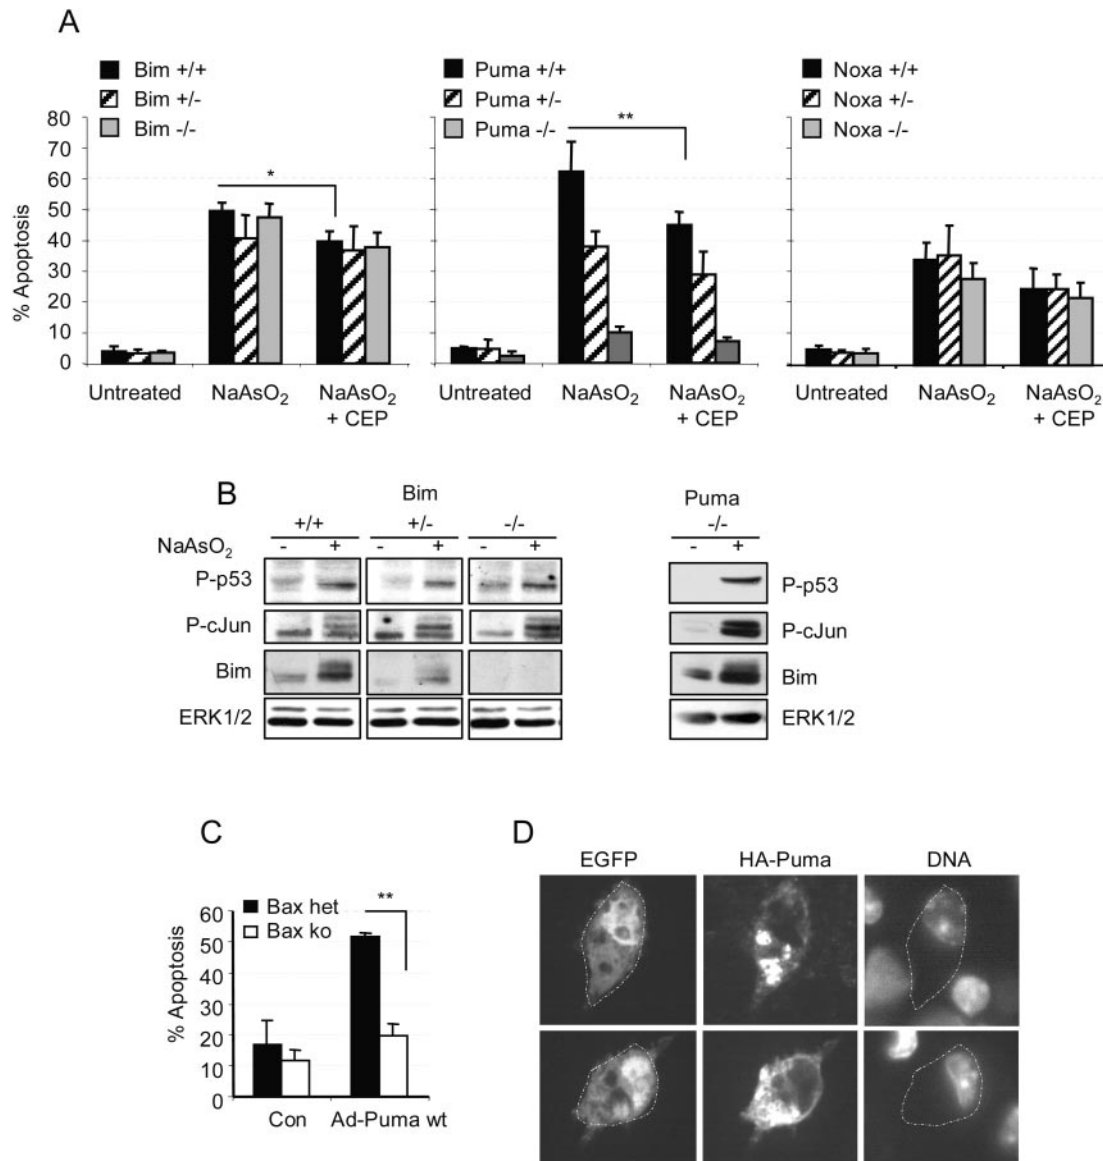 A
Bim +/+
Bim +/-
Bim -/-
Puma +/+
Puma +/-
Puma -/-
Noxa +/+
Noxa +/-
Noxa -/-
% Apoptosis
80
70
60
50
40
30
20
10
0
*
**
Untreated NaAsO₂ NaAsO₂ + CEP
Untreated NaAsO₂ NaAsO₂ + CEP
Untreated NaAsO₂ NaAsO₂ + CEP
B
Bim
+/+ +/- -/-
NaAsO₂ - + - + - +
P-p53
P-cJun
Bim
ERK1/2
Puma
-/-
- +
P-p53
P-cJun
Bim
ERK1/2
C
Bax het
Bax ko
**
% Apoptosis
60
50
40
30
20
10
0
Con Ad-Puma wt
D
EGFP HA-Puma DNA